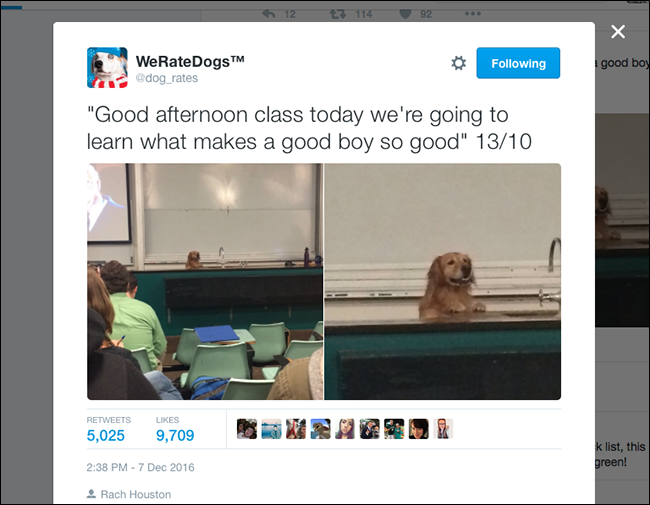 12 114 92
WeRateDogs™
@dog_rates
Following
"Good afternoon class today we're going to
learn what makes a good boy so good" 13/10
RETWEETS LIKES
5,025 9,709
2:38 PM - 7 Dec 2016
Rach Houston
a good boy
k list, this
green!